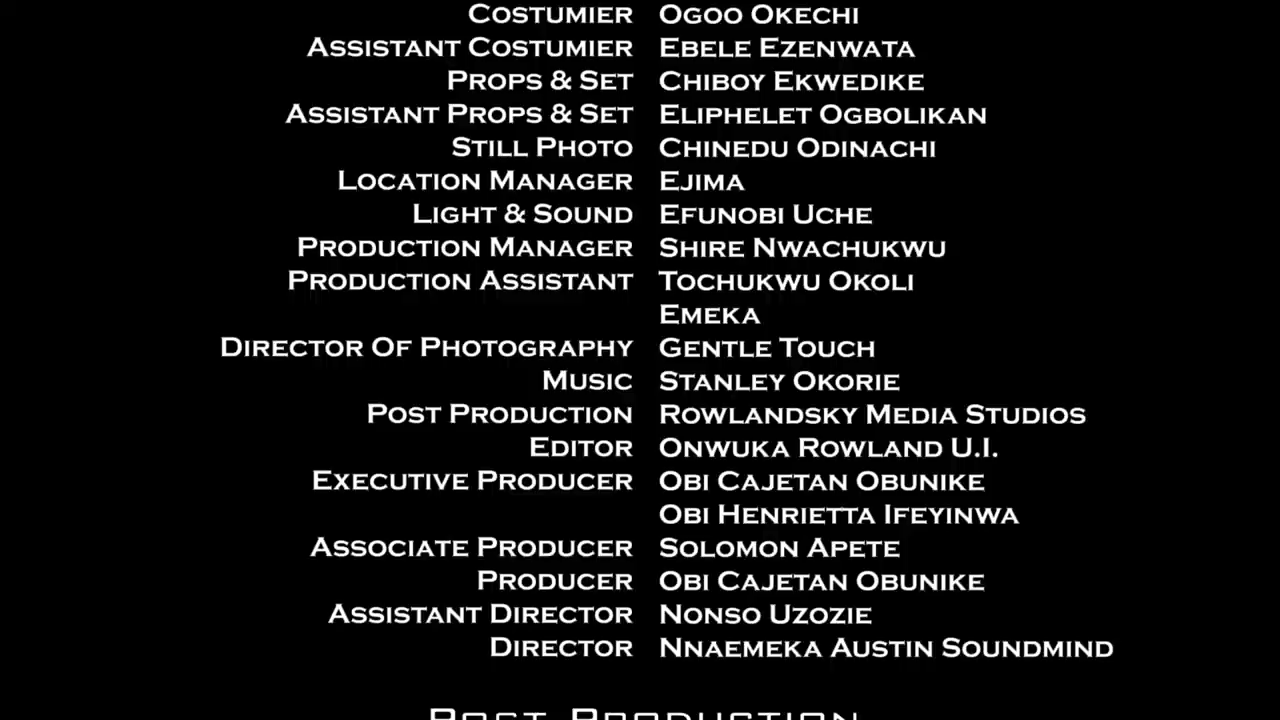 Costumier Ogoo Okechi
Assistant Costumier Ebele Ezenwata
Props & Set Chiboy Ekwedike
Assistant Props & Set Eliphelet Ogbolikan
Still Photo Chinedu Odinachi
Location Manager Ejima
Light & Sound Efunobi Uche
Production Manager Shire Nwachukwu
Production Assistant Tochukwu Okoli
Emeka
Director Of Photography Gentle Touch
Music Stanley Okorie
Post Production Rowlandsky Media Studios
Editor Onwuka Rowland U.I.
Executive Producer Obi Cajetan Obunike
Obi Henrietta Ifeyinwa
Associate Producer Solomon Apete
Producer Obi Cajetan Obunike
Assistant Director Nonso Uzozie
Director Nnaemeka Austin Soundmind
Post Production